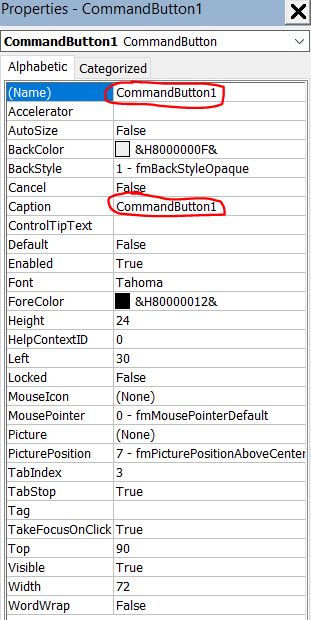 Properties - CommandButton1
CommandButton1 CommandButton
Alphabetic Categorized
(Name) CommandButton1
Accelerator
AutoSize False
BackColor &H8000000F&
BackStyle 1 - fmBackStyleOpaque
Cancel False
Caption CommandButton1
ControlTipText
Default False
Enabled True
Font Tahoma
ForeColor &H80000012&
Height 24
HelpContextID 0
Left 30
Locked False
MouseIcon (None)
MousePointer 0 - fmMousePointerDefault
Picture (None)
PicturePosition 7 - fmPicturePositionAboveCenter
TabIndex 3
TabStop True
Tag
TakeFocusOnClick True
Top 90
Visible True
Width 72
WordWrap False